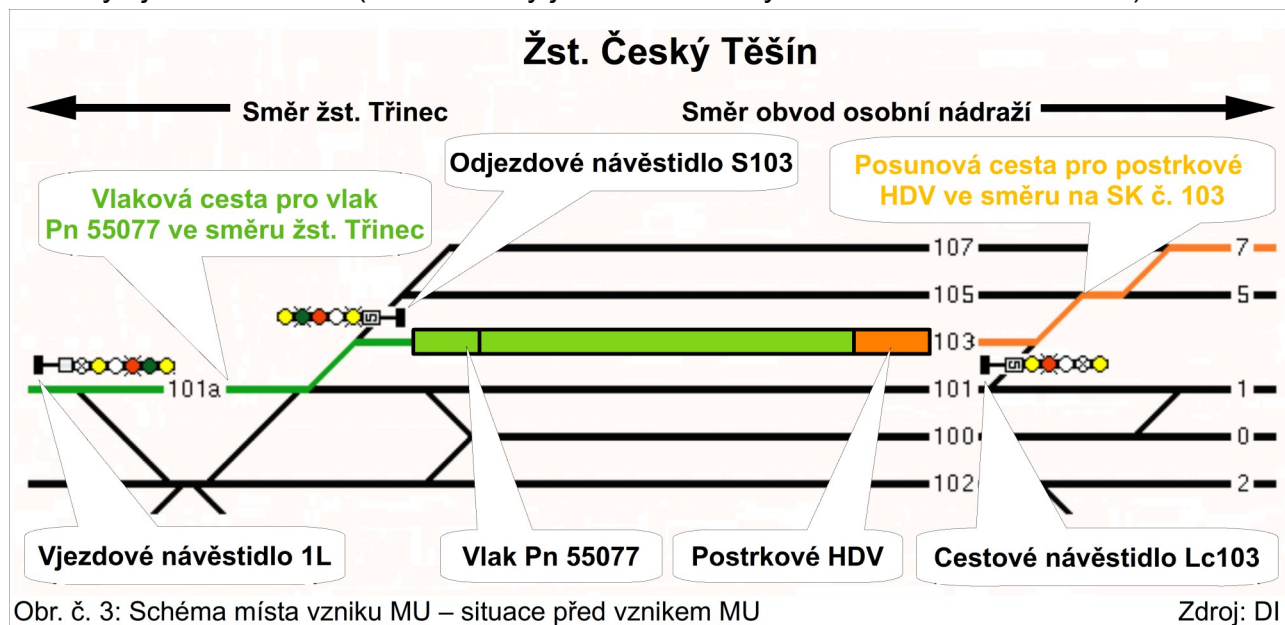 Žst. Český Těšín
Směr žst. Třinec
Směr obvod osobní nádraží
Odjezdové návěstidlo S103
Vlaková cesta pro vlak
Pn 55077 ve směru žst. Třinec
Posunová cesta pro postrkové
HDV ve směru na SK č. 103
107
7
105
5
103
101a
101
1
100
0
102
2
Vjezdové návěstidlo 1L
Vlak Pn 55077
Postrkové HDV
Cestové návěstidlo Lc103
Obr. č. 3: Schéma místa vzniku MU – situace před vznikem MU
Zdroj: DI